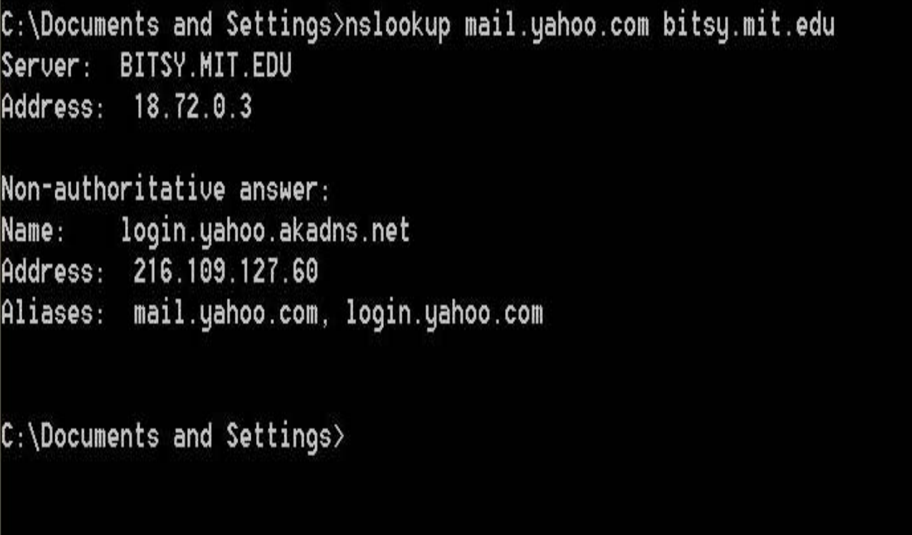 C:\Documents and Settings>nslookup mail.yahoo.com bitsy.mit.edu
Server:  BITSY.MIT.EDU
Address:  18.72.0.3
Non-authoritative answer:
Name:    login.yahoo.akadns.net
Address:  216.109.127.60
Aliases:  mail.yahoo.com, login.yahoo.com
C:\Documents and Settings>